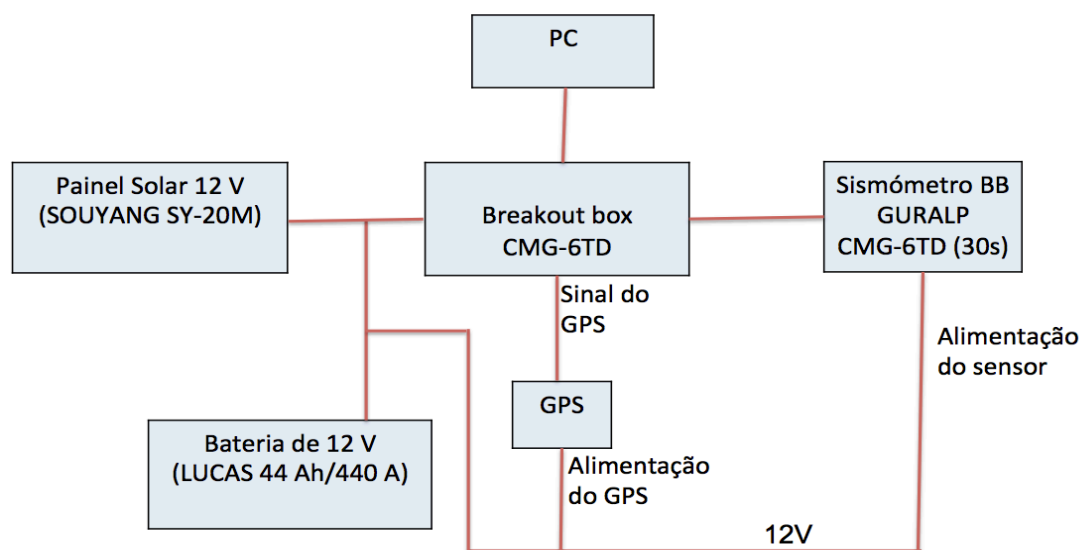 PC
Painel Solar 12 V
(SOUYANG SY-20M)
Breakout box
CMG-6TD
Sismómetro BB
GURALP
CMG-6TD (30s)
Sinal do
GPS
Alimentação
do sensor
GPS
Bateria de 12 V
(LUCAS 44 Ah/440 A)
Alimentação
do GPS
12V